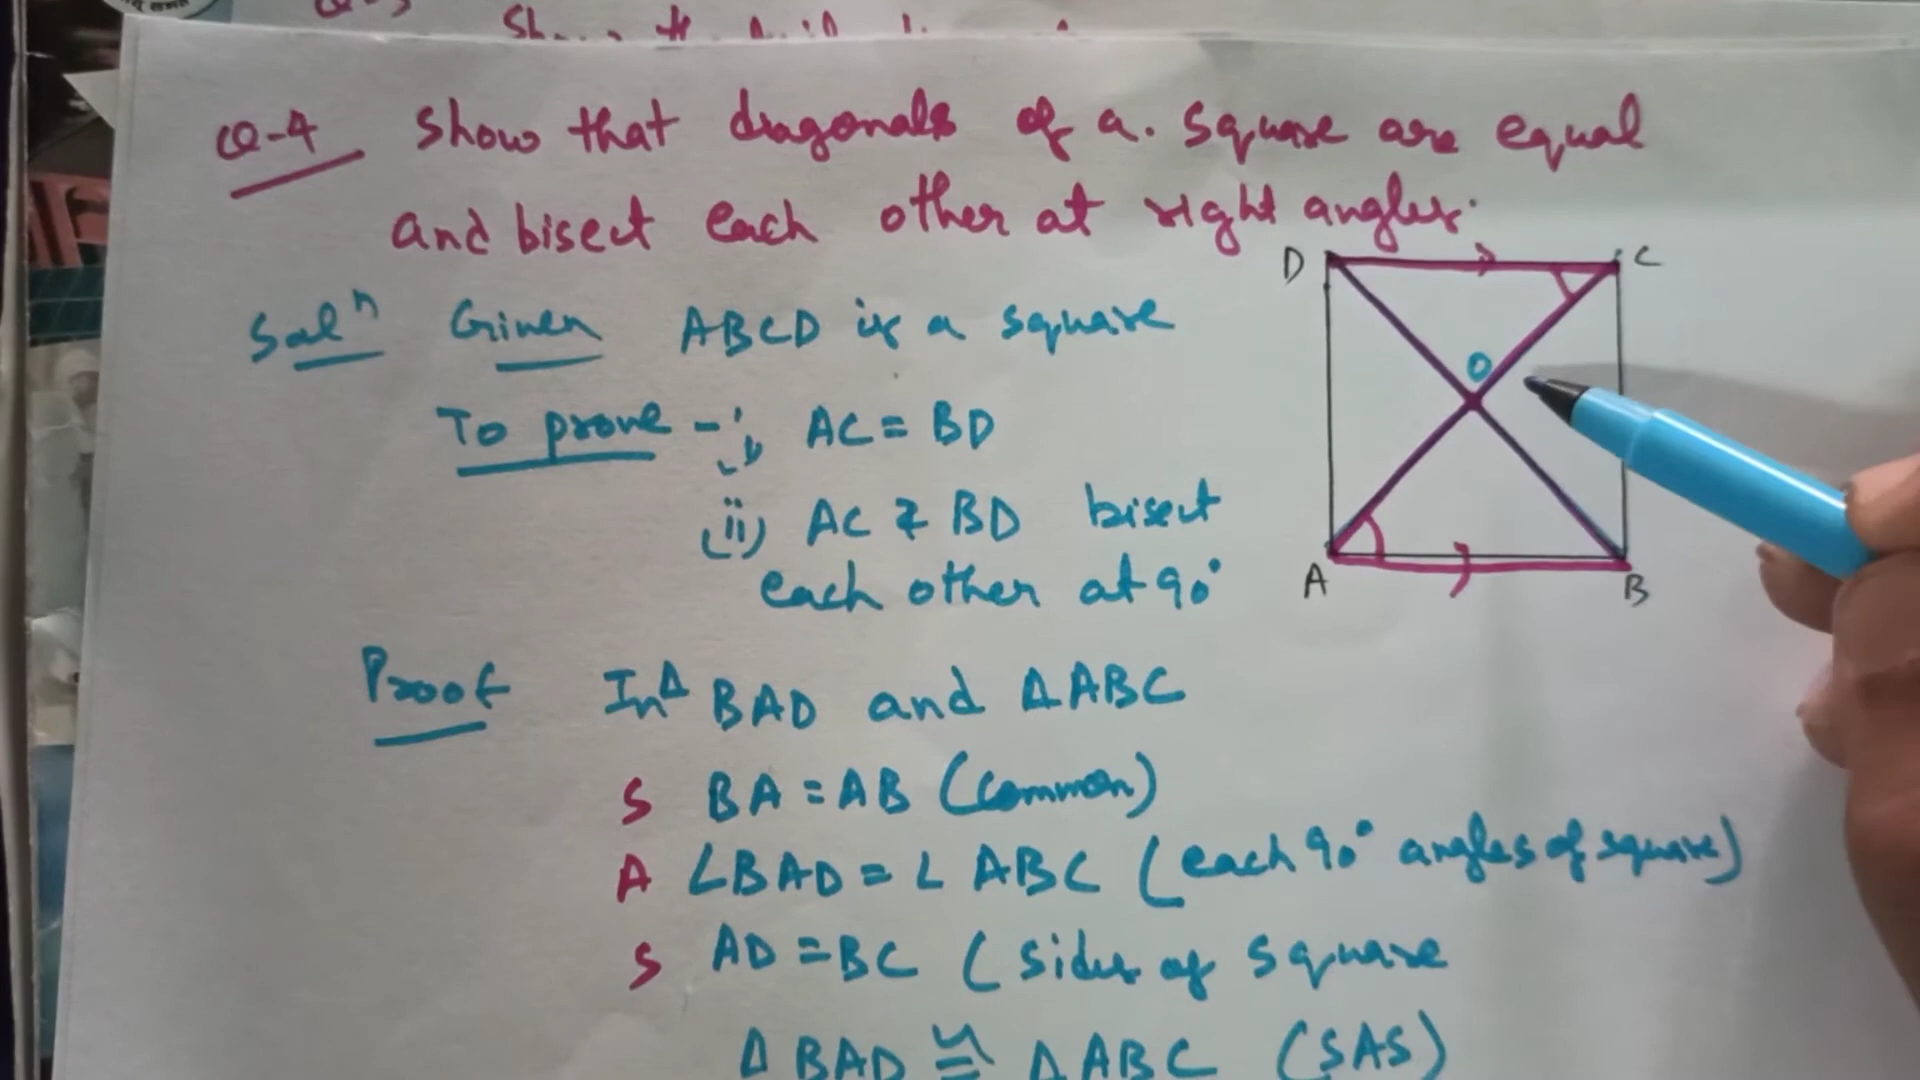 Q-4 Show that diagonals of a. square are equal
and bisect each other at right angles.
Solⁿ Given ABCD is a square
To prove - i) AC = BD
(ii) AC & BD bisect
each other at 90°
D C
O
A B
Proof In Δ BAD and Δ ABC
S BA = AB (common)
A ∠BAD = ∠ABC (each 90° angles of square)
S AD = BC (sides of square
Δ BAD ≅ Δ ABC (SAS)